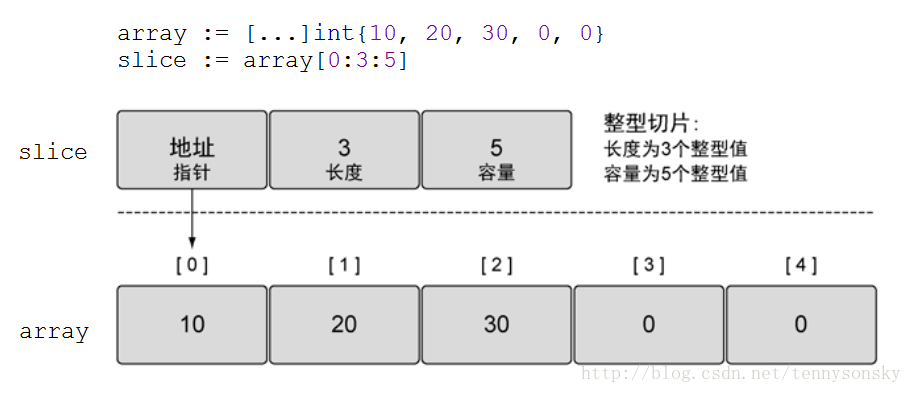 array := [...]int{10, 20, 30, 0, 0}
slice := array[0:3:5]
slice
地址 3 5
指针 长度 容量
整型切片:
长度为3个整型值
容量为5个整型值
[0] [1] [2] [3] [4]
array 10 20 30 0 0
http://blog.csdn.net/tennysonsky